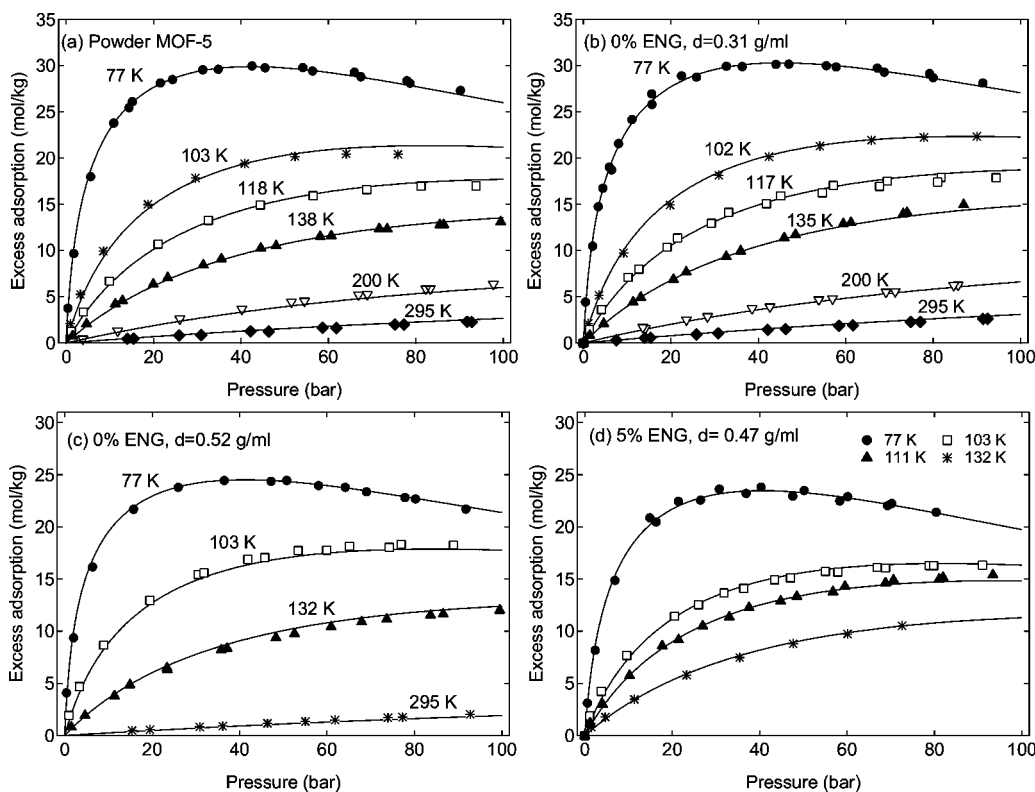 (a) Powder MOF-5
Excess adsorption (mol/kg)
35
30
25
20
15
10
5
0
77 K
103 K
118 K
138 K
200 K
295 K
0 20 40 60 80 100
Pressure (bar)
(b) 0% ENG, d=0.31 g/ml
Excess adsorption (mol/kg)
35
30
25
20
15
10
5
0
77 K
102 K
117 K
135 K
200 K
295 K
0 20 40 60 80 100
Pressure (bar)
(c) 0% ENG, d=0.52 g/ml
Excess adsorption (mol/kg)
30
25
20
15
10
5
0
77 K
103 K
132 K
295 K
0 20 40 60 80 100
Pressure (bar)
(d) 5% ENG, d= 0.47 g/ml
77 K 103 K
111 K 132 K
Excess adsorption (mol/kg)
30
25
20
15
10
5
0
0 20 40 60 80 100
Pressure (bar)